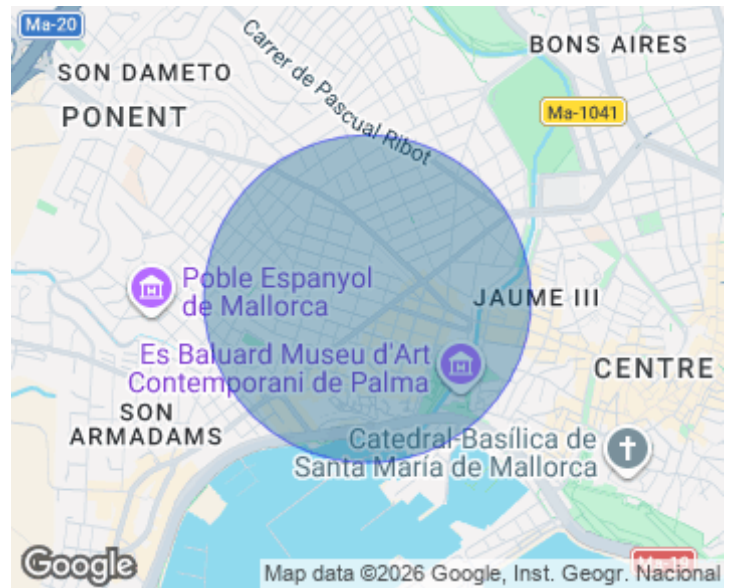 Ma-20
BONS AIRES
SON DAMETO
PONENT
Carrer de Pascual Ribot
Ma-1041
Poble Espanyol
de Mallorca
JAUME III
Es Baluard Museu d'Art
Contemporani de Palma
CENTRE
SON
ARMADAMS
Catedral-Basílica de
Santa María de Mallorca
Ma-19
Google
Map data ©2026 Google, Inst. Geogr. Nacional